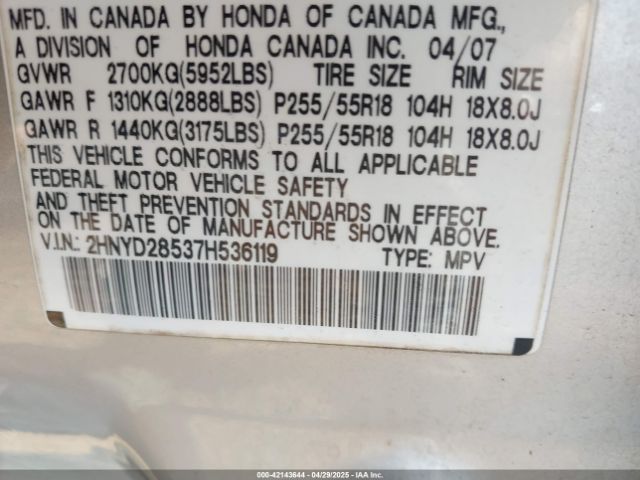 MFD. IN CANADA BY HONDA OF CANADA MFG.,
A DIVISION OF HONDA CANADA INC. 04/07
GVWR 2700KG(5952LBS) TIRE SIZE RIM SIZE
GAWR F 1310KG(2888LBS) P255/55R18 104H 18X8.0J
GAWR R 1440KG(3175LBS) P255/55R18 104H 18X8.0J
THIS VEHICLE CONFORMS TO ALL APPLICABLE
FEDERAL MOTOR VEHICLE SAFETY
AND THEFT PREVENTION STANDARDS IN EFFECT
ON THE DATE OF MANUFACTURE SHOWN ABOVE.
V.I.N.: 2HNYD28537H536119 TYPE: MPV
000-42143644 - 04/29/2025 - IAA Inc.